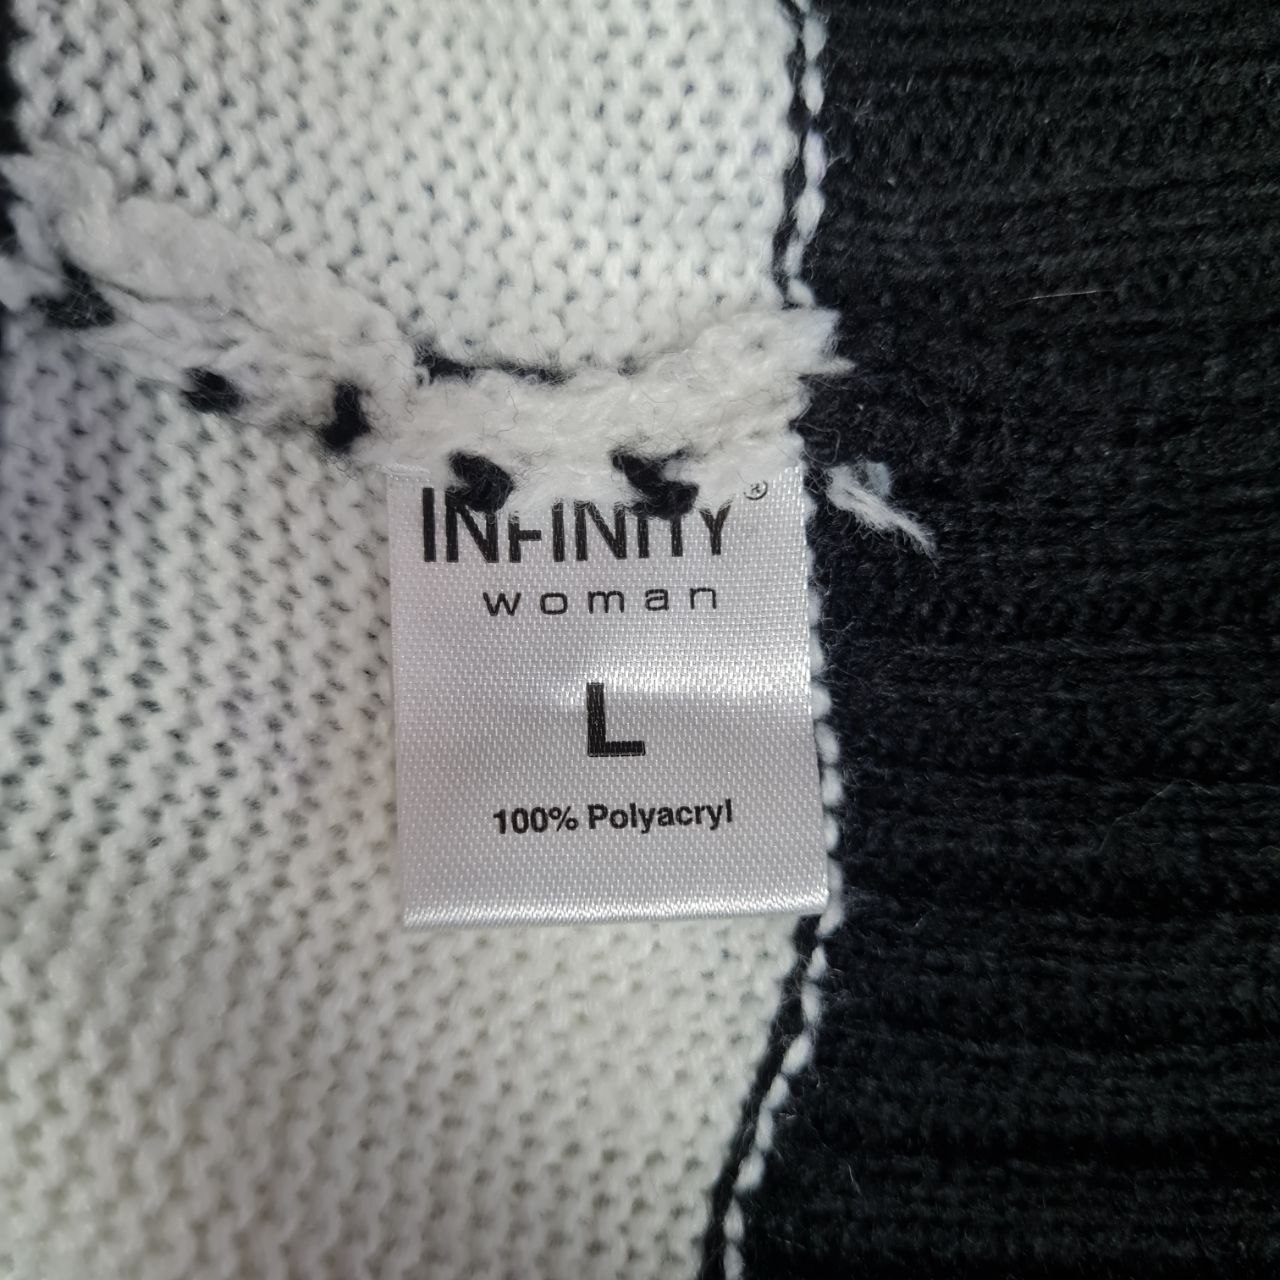 INFINITY®
woman
L
100% Polyacryl